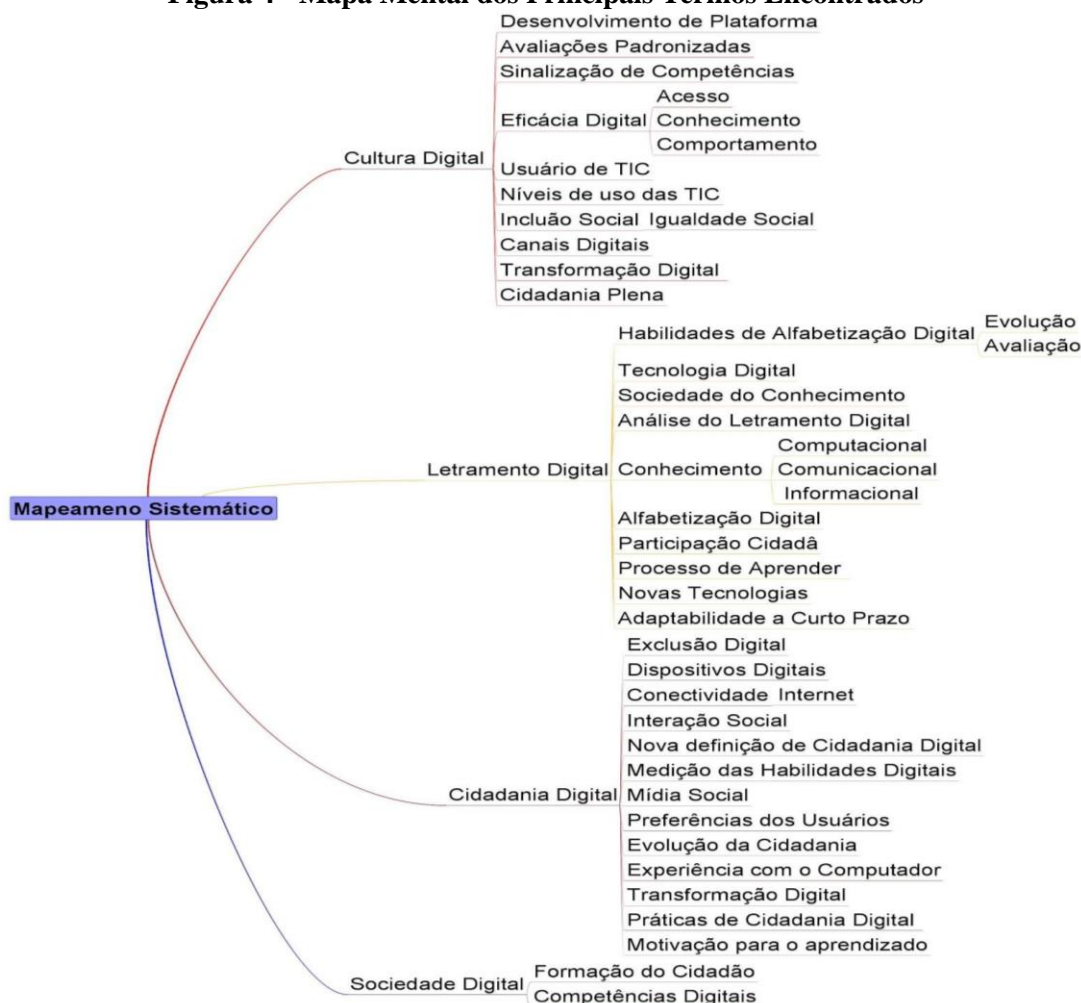 Figura 4 - Mapa Mental dos Principais Termos Encontrados
Desenvolvimento de Plataforma
Avaliações Padronizadas
Sinalização de Competências
Acesso
Eficácia Digital Conhecimento
Comportamento
Cultura Digital
Usuário de TIC
Níveis de uso das TIC
Incluão Social Igualdade Social
Canais Digitais
Transformação Digital
Cidadania Plena
Evolução
Habilidades de Alfabetização Digital
Avaliação
Tecnologia Digital
Sociedade do Conhecimento
Análise do Letramento Digital
Computacional
Letramento Digital Conhecimento Comunicacional
Informacional
Mapeameno Sistemático
Alfabetização Digital
Participação Cidadâ
Processo de Aprender
Novas Tecnologias
Adaptabilidade a Curto Prazo
Exclusão Digital
Dispositivos Digitais
Conectividade Internet
Interação Social
Nova definição de Cidadania Digital
Medição das Habilidades Digitais
Cidadania Digital Mídia Social
Preferências dos Usuários
Evolução da Cidadania
Experiência com o Computador
Transformação Digital
Práticas de Cidadania Digital
Motivação para o aprendizado
Formação do Cidadão
Sociedade Digital
Competências Digitais